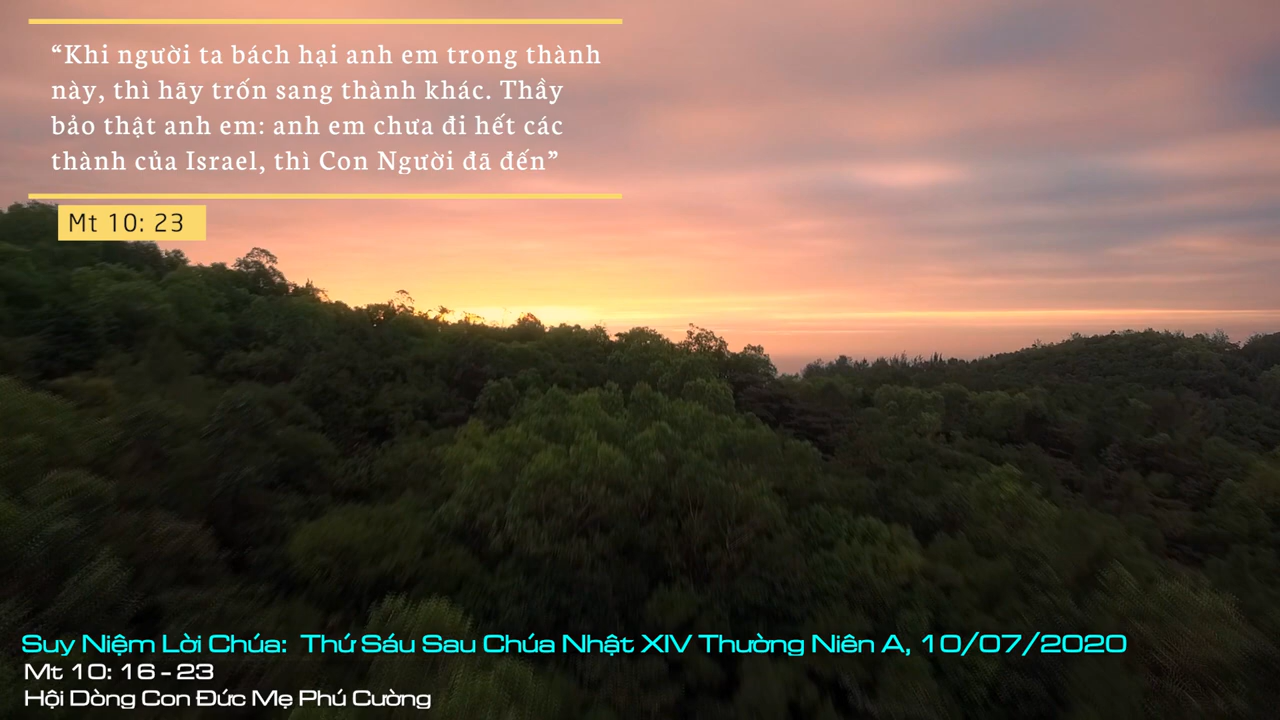 “Khi người ta bách hại anh em trong thành
này, thì hãy trốn sang thành khác. Thầy
bảo thật anh em: anh em chưa đi hết các
thành của Israel, thì Con Người đã đến”
Mt 10: 23
Suy Niệm Lời Chúa: Thứ Sáu Sau Chúa Nhật XIV Thường Niên A, 10/07/2020
Mt 10: 16 - 23
Hội Dòng Con Đức Mẹ Phú Cường